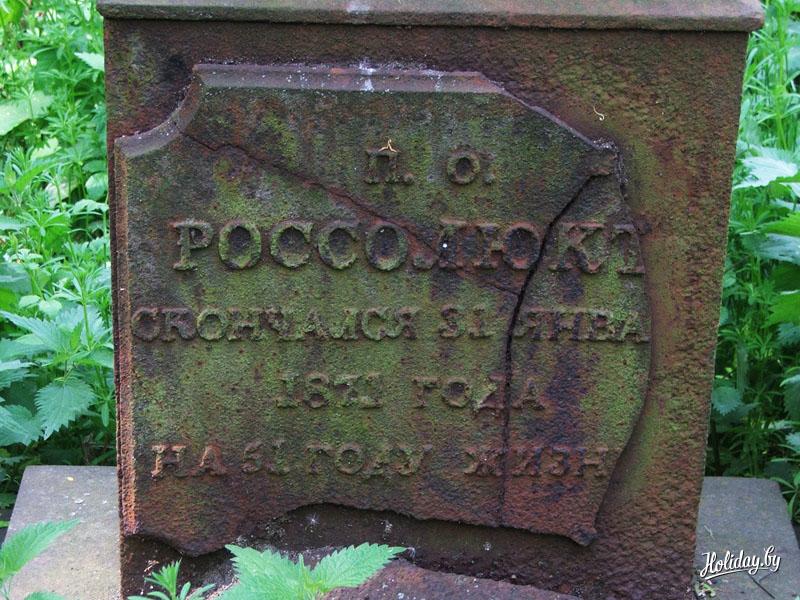 П. О.
РОССОЛЮКЪ
СКОНЧАЛСЯ 31 ЯНВА
1871 ГОДА
НА 51 ГОДУ ЖИЗН
Holiday.by